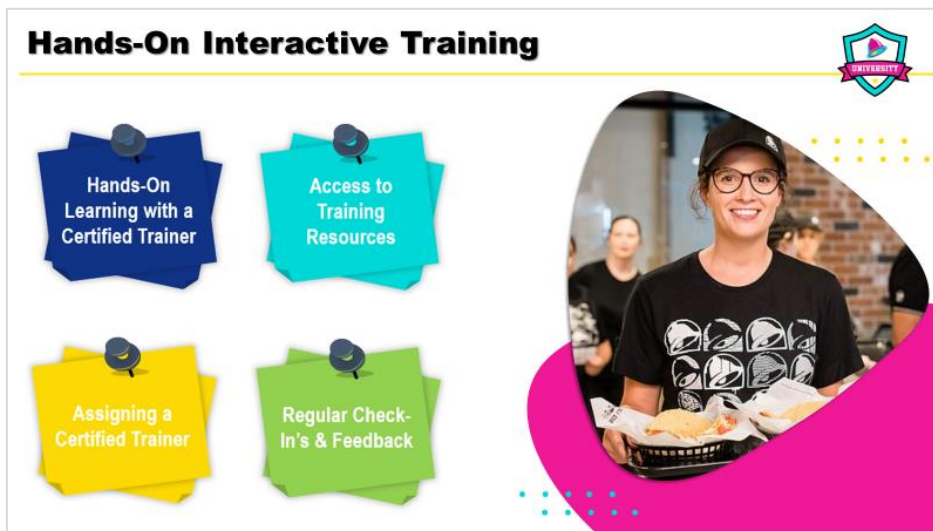 Hands-On Interactive Training
UNIVERSITY
Hands-On
Learning with a
Certified Trainer
Access to
Training
Resources
Assigning a
Certified Trainer
Regular Check-
In's & Feedback